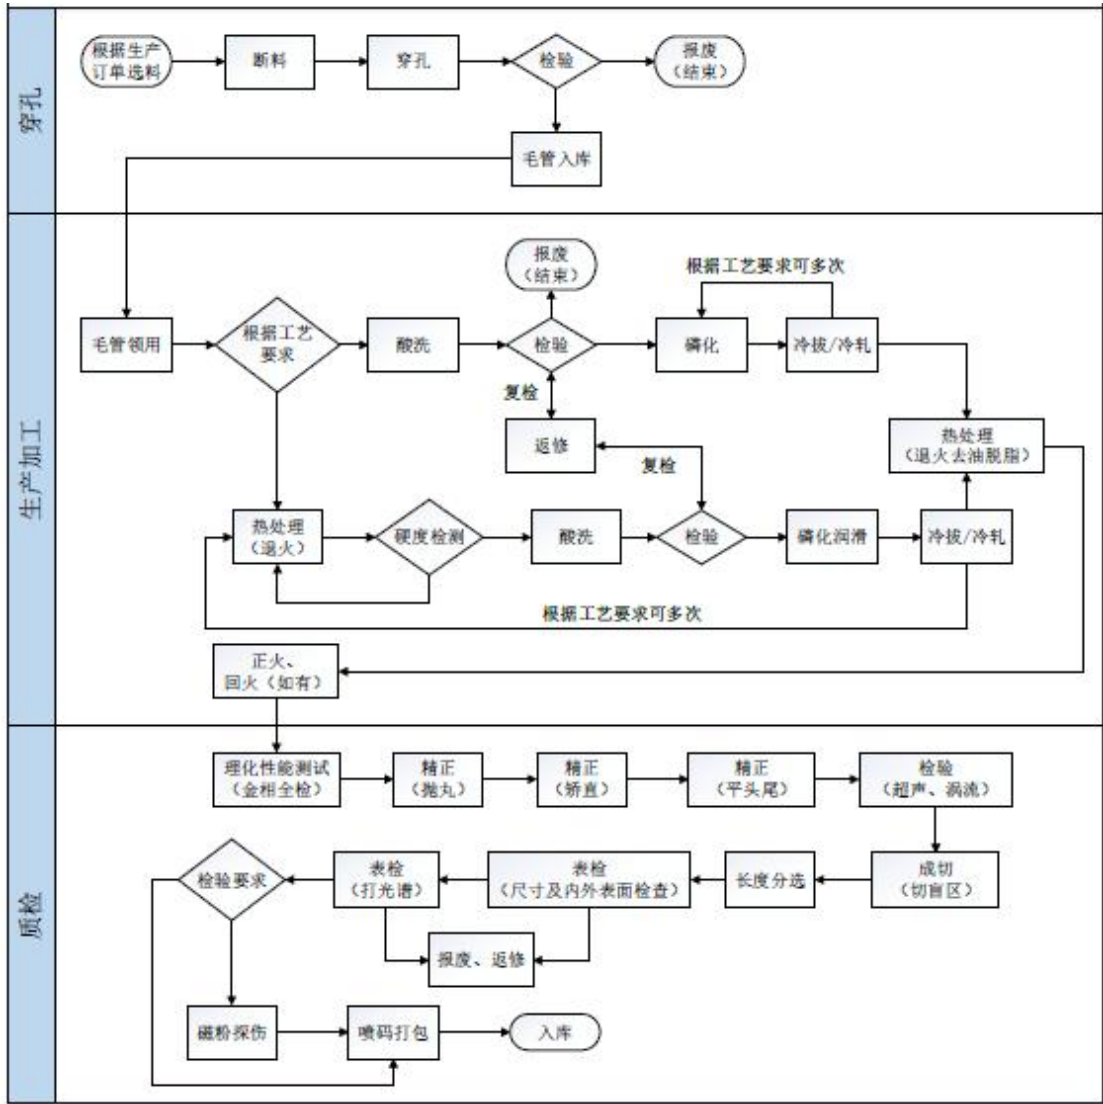 穿孔
根据生产
订单选料
断料
穿孔
检验
报废
（结束）
毛管入库
生产加工
报废
（结束）
根据工艺要求可多次
毛管领用
根据工艺
要求
酸洗
检验
磷化
冷拔/冷轧
复检
返修
复检
热处理
（退火去油脱脂）
热处理
（退火）
硬度检测
酸洗
检验
磷化润滑
冷拔/冷轧
根据工艺要求可多次
正火、
回火（如有）
质检
理化性能测试
（金相全检）
精正
（抛丸）
精正
（矫直）
精正
（平头尾）
检验
（超声、涡流）
检验要求
表检
（打光谱）
表检
（尺寸及内外表面检查）
长度分选
成切
（切盲区）
报废、返修
磁粉探伤
喷码打包
入库